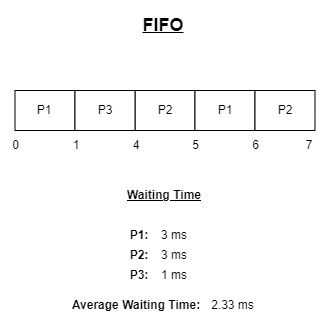 FIFO
P1 P3 P2 P1 P2
0 1 4 5 6 7
Waiting Time
P1: 3 ms
P2: 3 ms
P3: 1 ms
Average Waiting Time: 2.33 ms